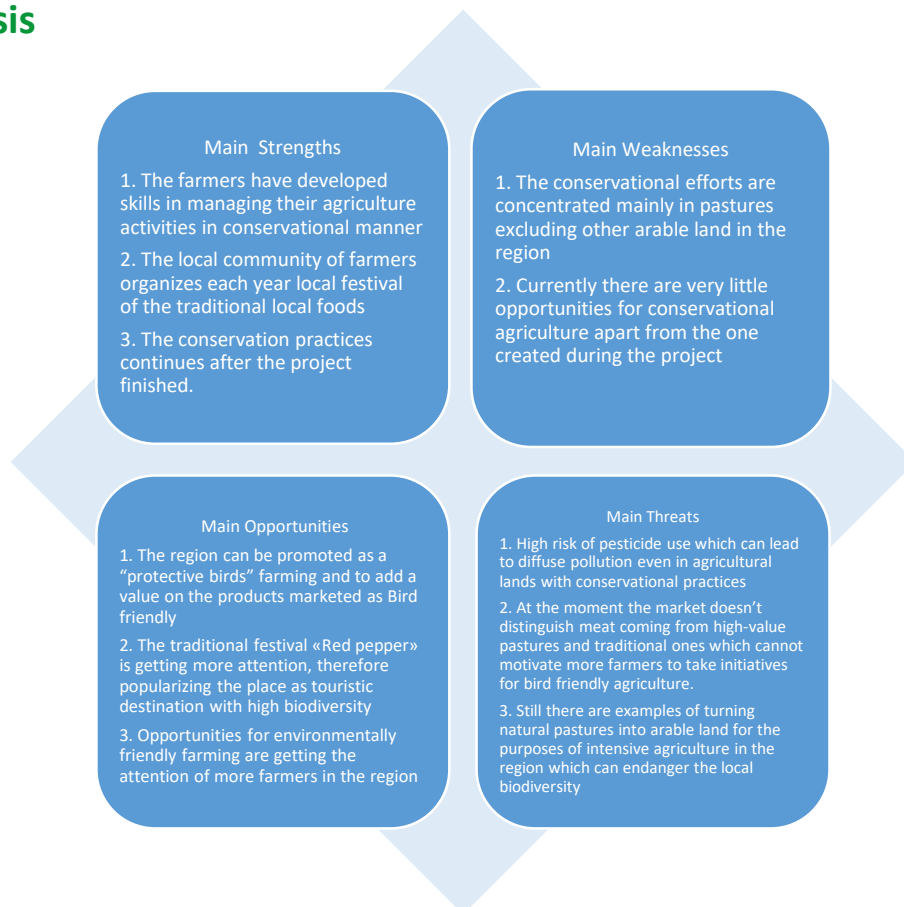 sis
Main  Strengths
1. The farmers have developed
skills in managing their agriculture
activities in conservational manner
2. The local community of farmers
organizes each year local festival
of the traditional local foods
3. The conservation practices
continues after the project
finished.
Main Weaknesses
1. The conservational efforts are
concentrated mainly in pastures
excluding other arable land in the
region
2. Currently there are very little
opportunities for conservational
agriculture apart from the one
created during the project
Main Opportunities
1. The region can be promoted as a
“protective birds” farming and to add a
value on the products marketed as Bird
friendly
2. The traditional festival «Red pepper»
is getting more attention, therefore
popularizing the place as touristic
destination with high biodiversity
3. Opportunities for environmentally
friendly farming are getting the
attention of more farmers in the region
Main Threats
1. High risk of pesticide use which can lead
to diffuse pollution even in agricultural
lands with conservational practices
2. At the moment the market doesn’t
distinguish meat coming from high-value
pastures and traditional ones which cannot
motivate more farmers to take initiatives
for bird friendly agriculture.
3. Still there are examples of turning
natural pastures into arable land for the
purposes of intensive agriculture in the
region which can endanger the local
biodiversity